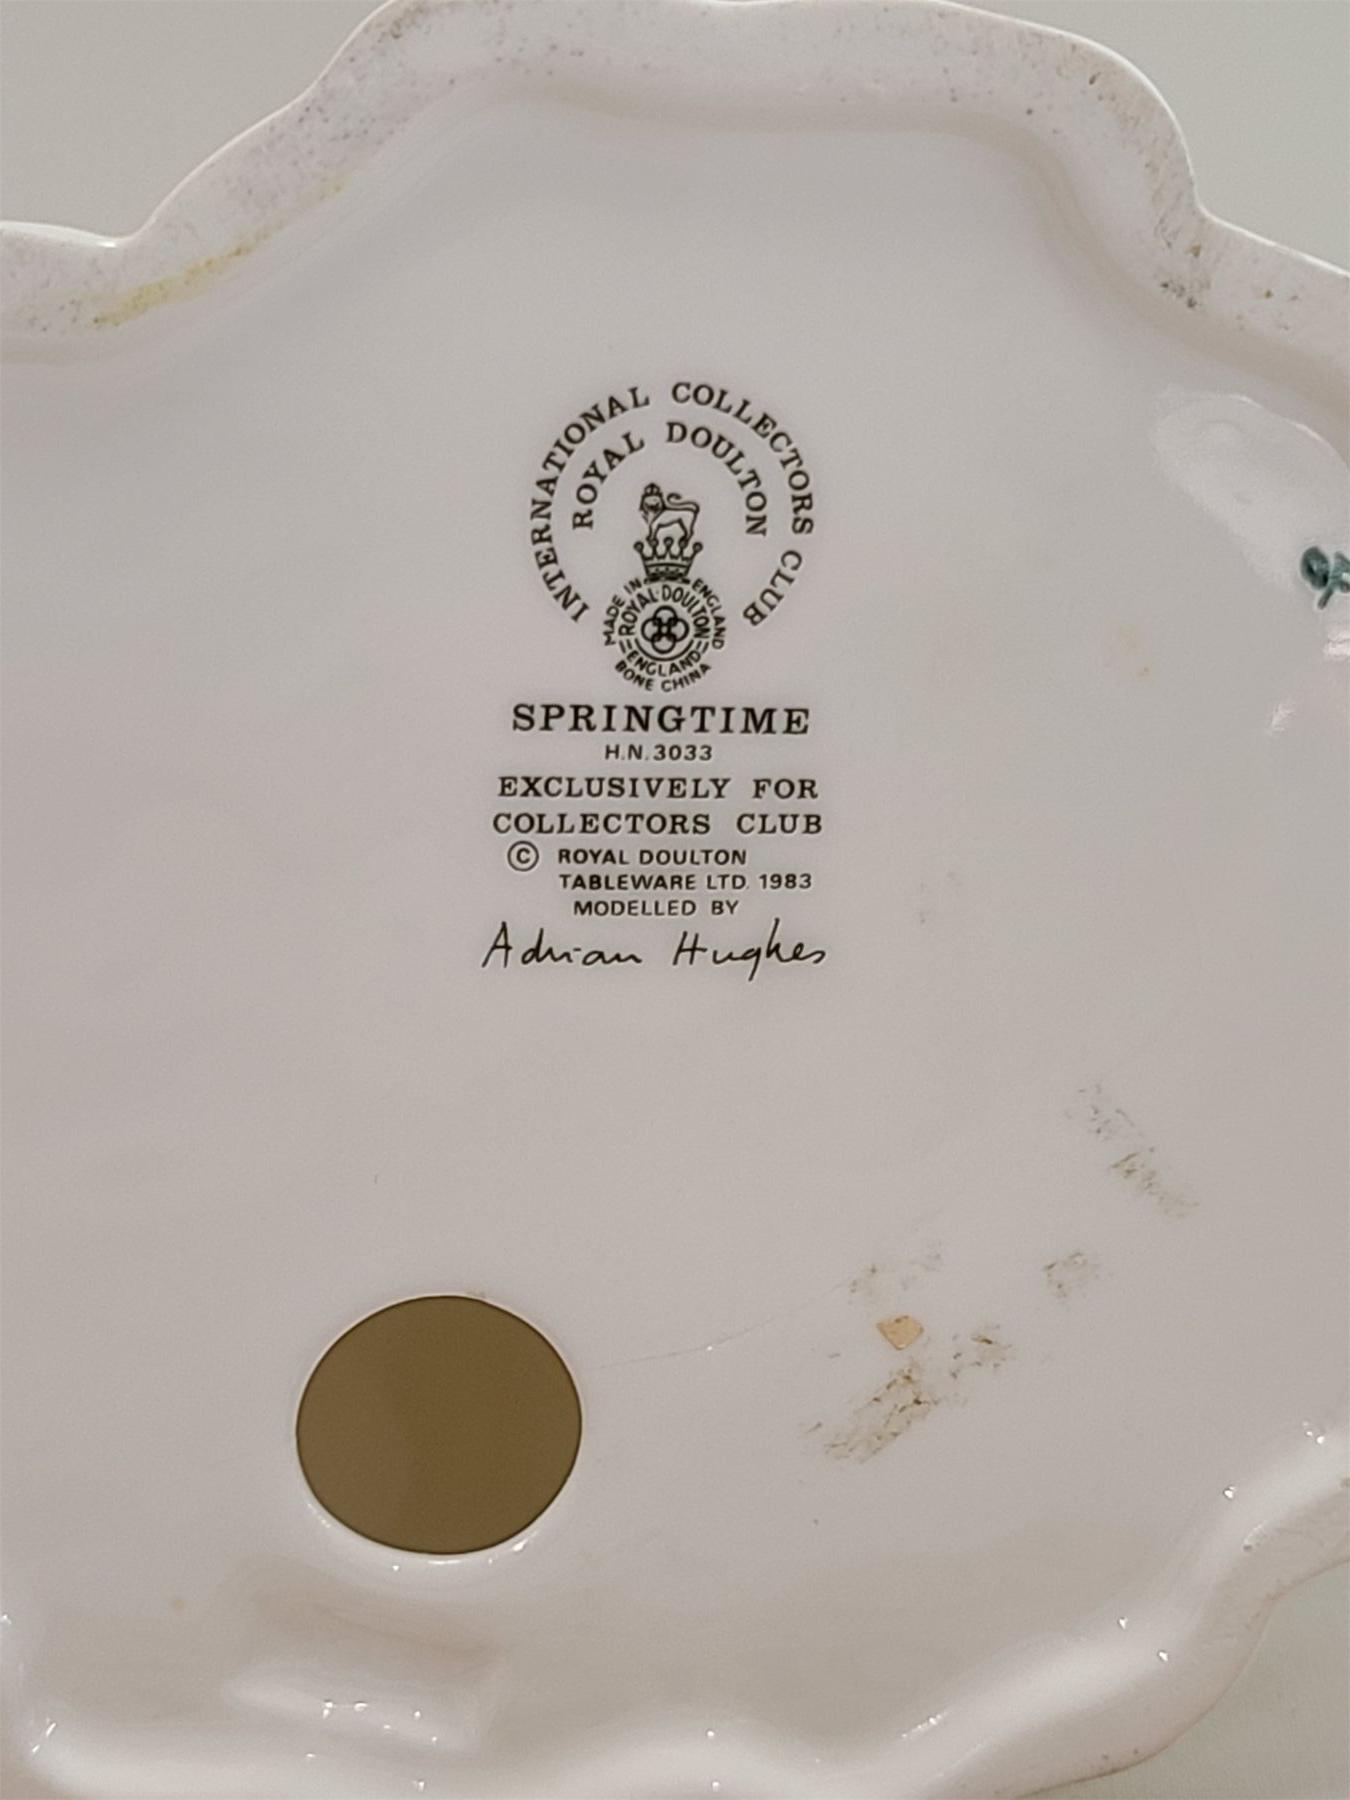 INTERNATIONAL COLLECTORS CLUB
ROYAL DOULTON
MADE IN ENGLAND
ROYAL·DOULTON
ENGLAND
BONE CHINA
SPRINGTIME
H.N.3033
EXCLUSIVELY FOR
COLLECTORS CLUB
© ROYAL DOULTON
TABLEWARE LTD. 1983
MODELLED BY
Adrian Hughes